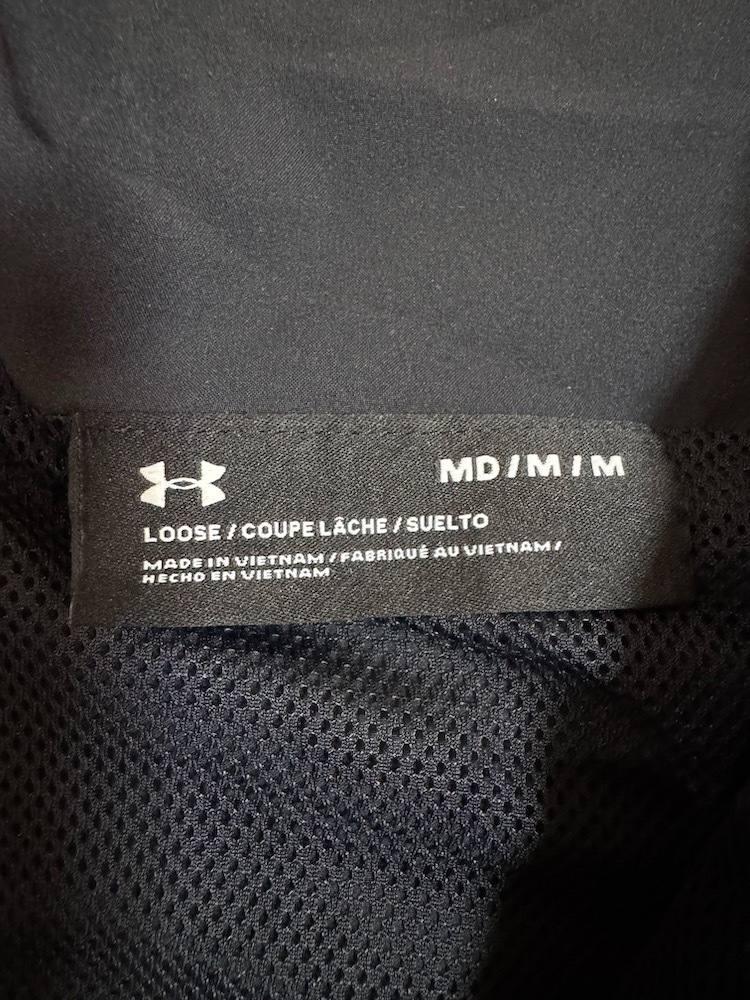 MD / M / M
LOOSE / COUPE LÂCHE / SUELTO
MADE IN VIETNAM / FABRIQUÉ AU VIETNAM /
HECHO EN VIETNAM